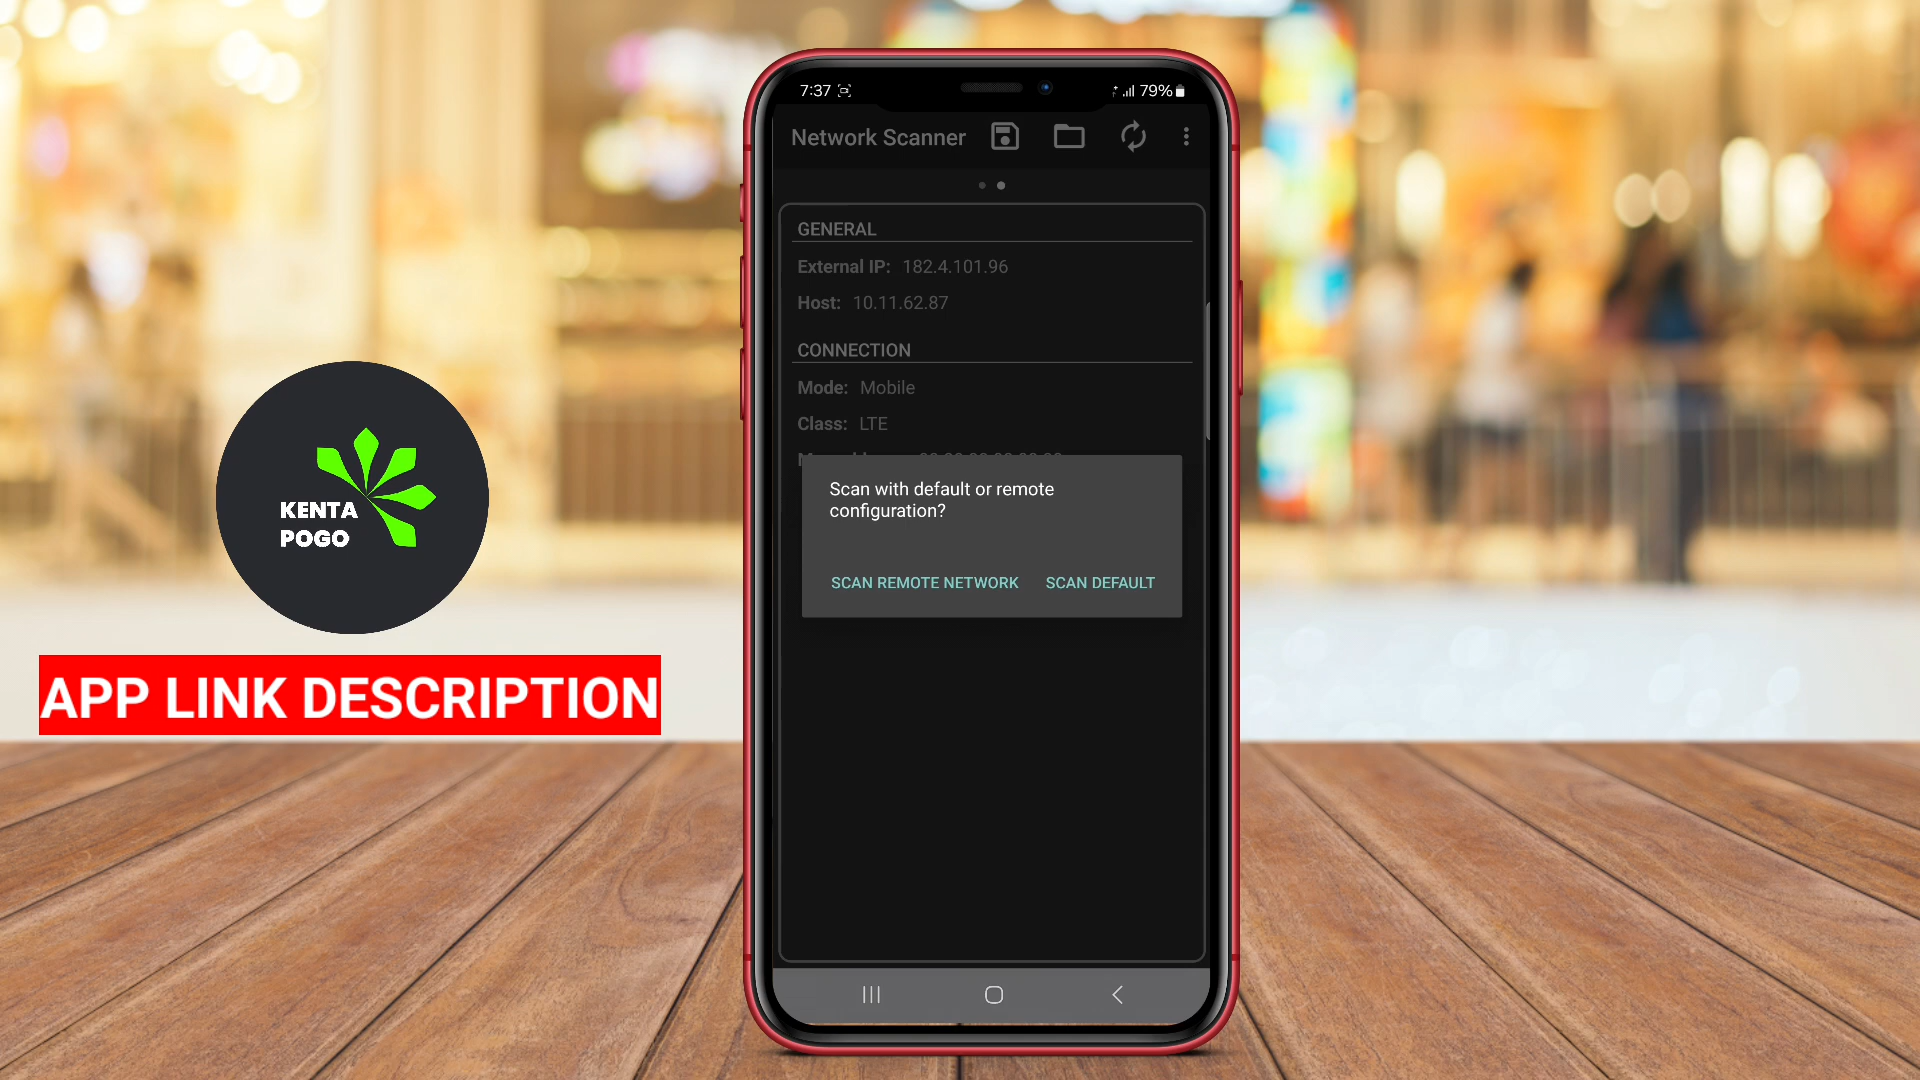 7:37
79%
Network Scanner
GENERAL
External IP: 182.4.101.96
Host: 10.11.62.87
CONNECTION
Mode: Mobile
Class: LTE
Scan with default or remote
configuration?
SCAN REMOTE NETWORK SCAN DEFAULT
KENTA
POGO
APP LINK DESCRIPTION